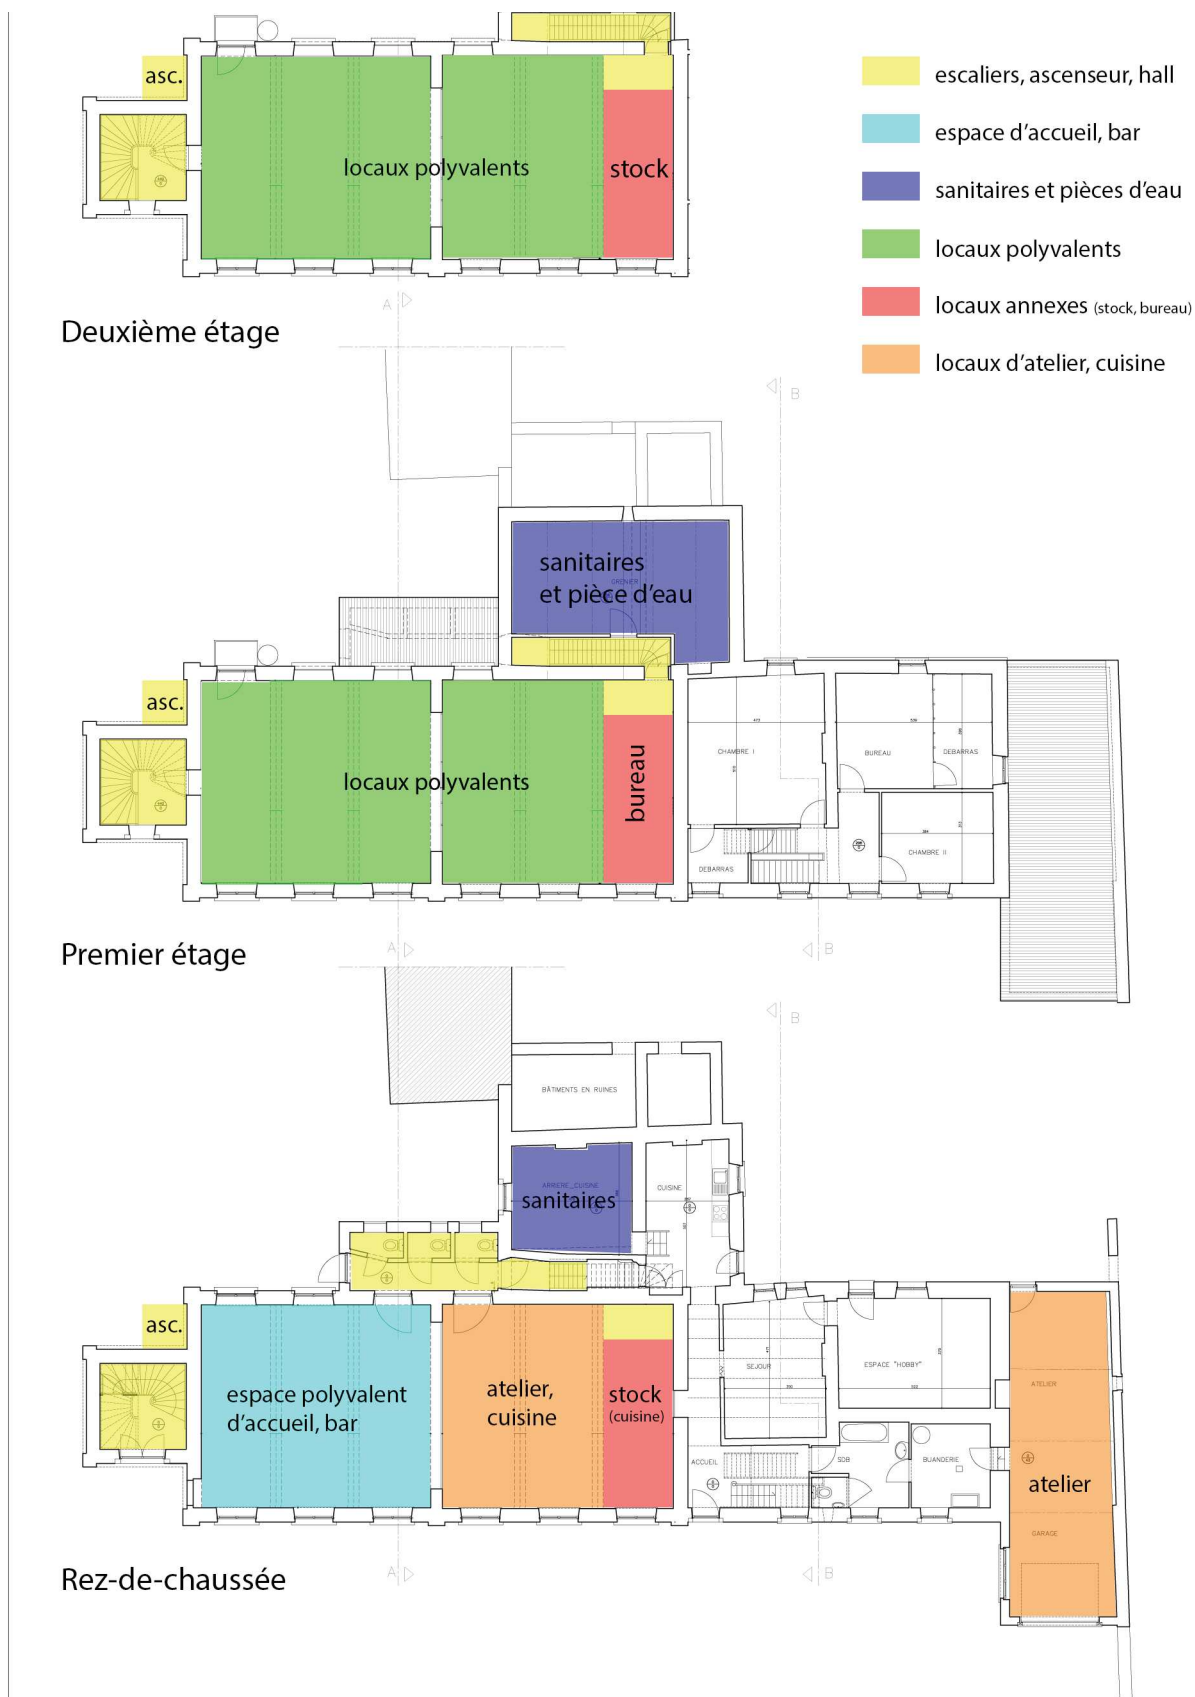 asc.
locaux polyvalents
stock
escaliers, ascenseur, hall
espace d'accueil, bar
sanitaires et pièces d'eau
locaux polyvalents
locaux annexes (stock, bureau)
locaux d'atelier, cuisine
A
Deuxième étage
B
sanitaires
et pièce d'eau
GRENIER
asc.
locaux polyvalents
bureau
CHAMBRE I
BUREAU
DEBARRAS
CHAMBRE II
DEBARRAS
A
B
Premier étage
B
BÂTIMENTS EN RUINES
ARRIERE_CUISINE
sanitaires
CUISINE
asc.
espace polyvalent
d'accueil, bar
atelier,
cuisine
stock
(cuisine)
SEJOUR
ESPACE "HOBBY"
ATELIER
ACCUEIL
SDB
BUANDERIE
atelier
GARAGE
A
B
Rez-de-chaussée